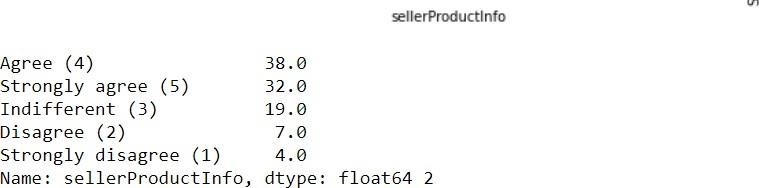 sellerProductInfo
Agree (4) 38.0
Strongly agree (5) 32.0
Indifferent (3) 19.0
Disagree (2) 7.0
Strongly disagree (1) 4.0
Name: sellerProductInfo, dtype: float64 2